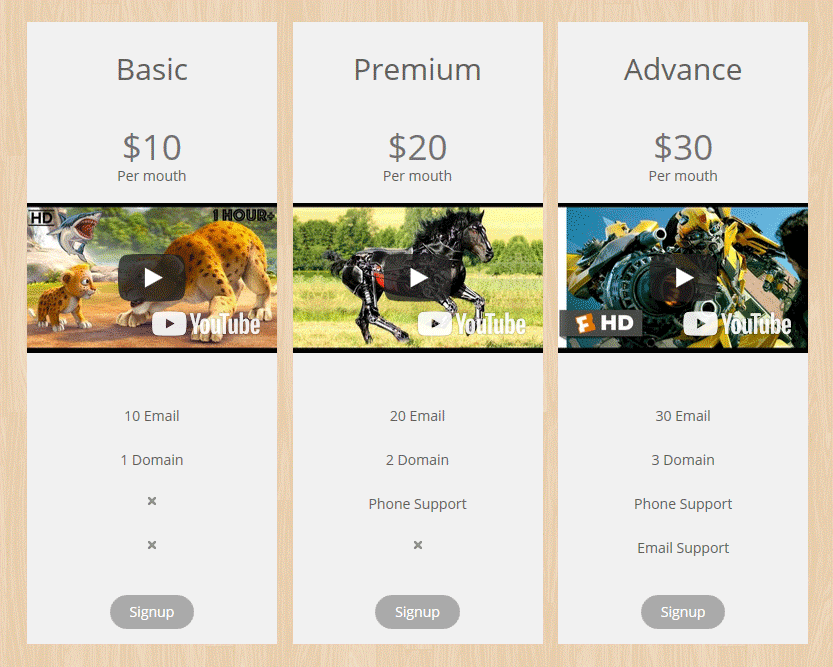 Basic
$10
Per mouth
HD
1 HOUR+
YouTube
10 Email
1 Domain
×
×
Signup
Premium
$20
Per mouth
YouTube
20 Email
2 Domain
Phone Support
×
Signup
Advance
$30
Per mouth
F HD
YouTube
30 Email
3 Domain
Phone Support
Email Support
Signup